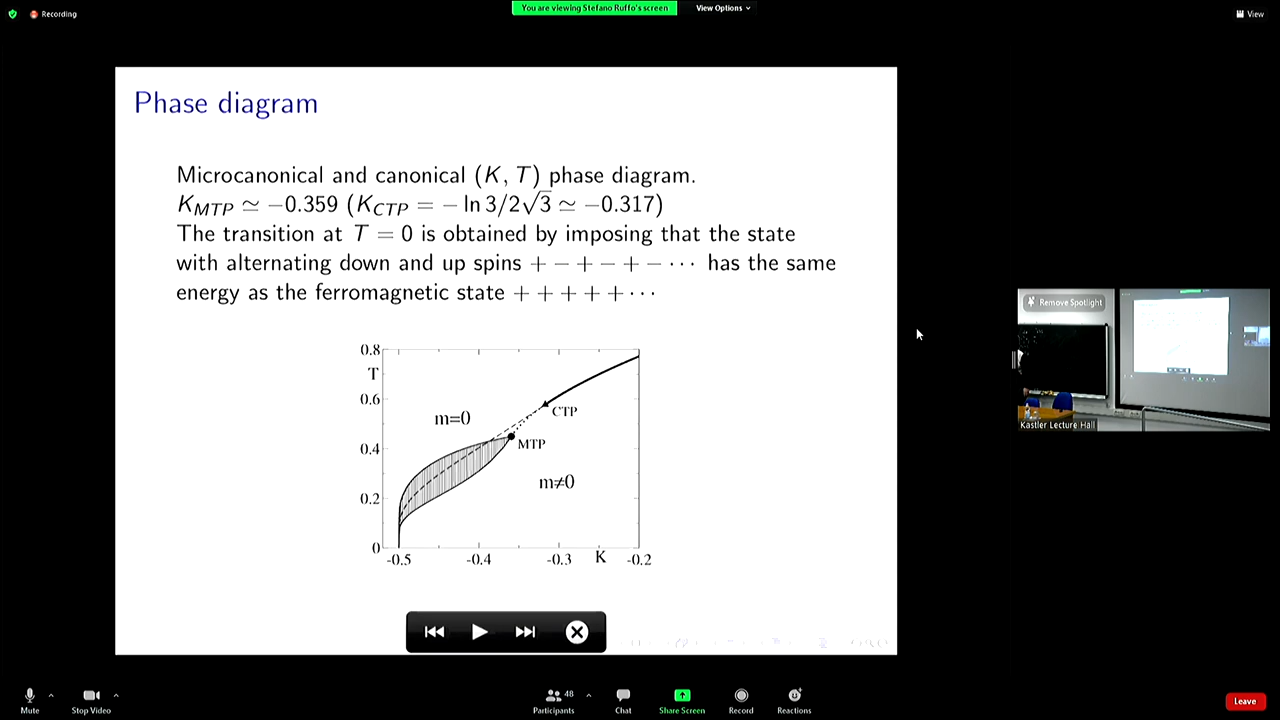 Recording
You are viewing Stefano Ruffo's screen
View Options
View
Phase diagram
Microcanonical and canonical (K, T) phase diagram.
K_MTP ≃ −0.359 (K_CTP = − ln 3/2√3 ≃ −0.317)
The transition at T = 0 is obtained by imposing that the state
with alternating down and up spins + − + − + − ··· has the same
energy as the ferromagnetic state + + + + + ···
0.8
T
0.6
CTP
m=0
0.4
MTP
m≠0
0.2
0
-0.5
-0.4
-0.3
K
-0.2
Remove Spotlight
Kastler Lecture Hall
Mute
Stop Video
48
Participants
Chat
Share Screen
Record
Reactions
Leave